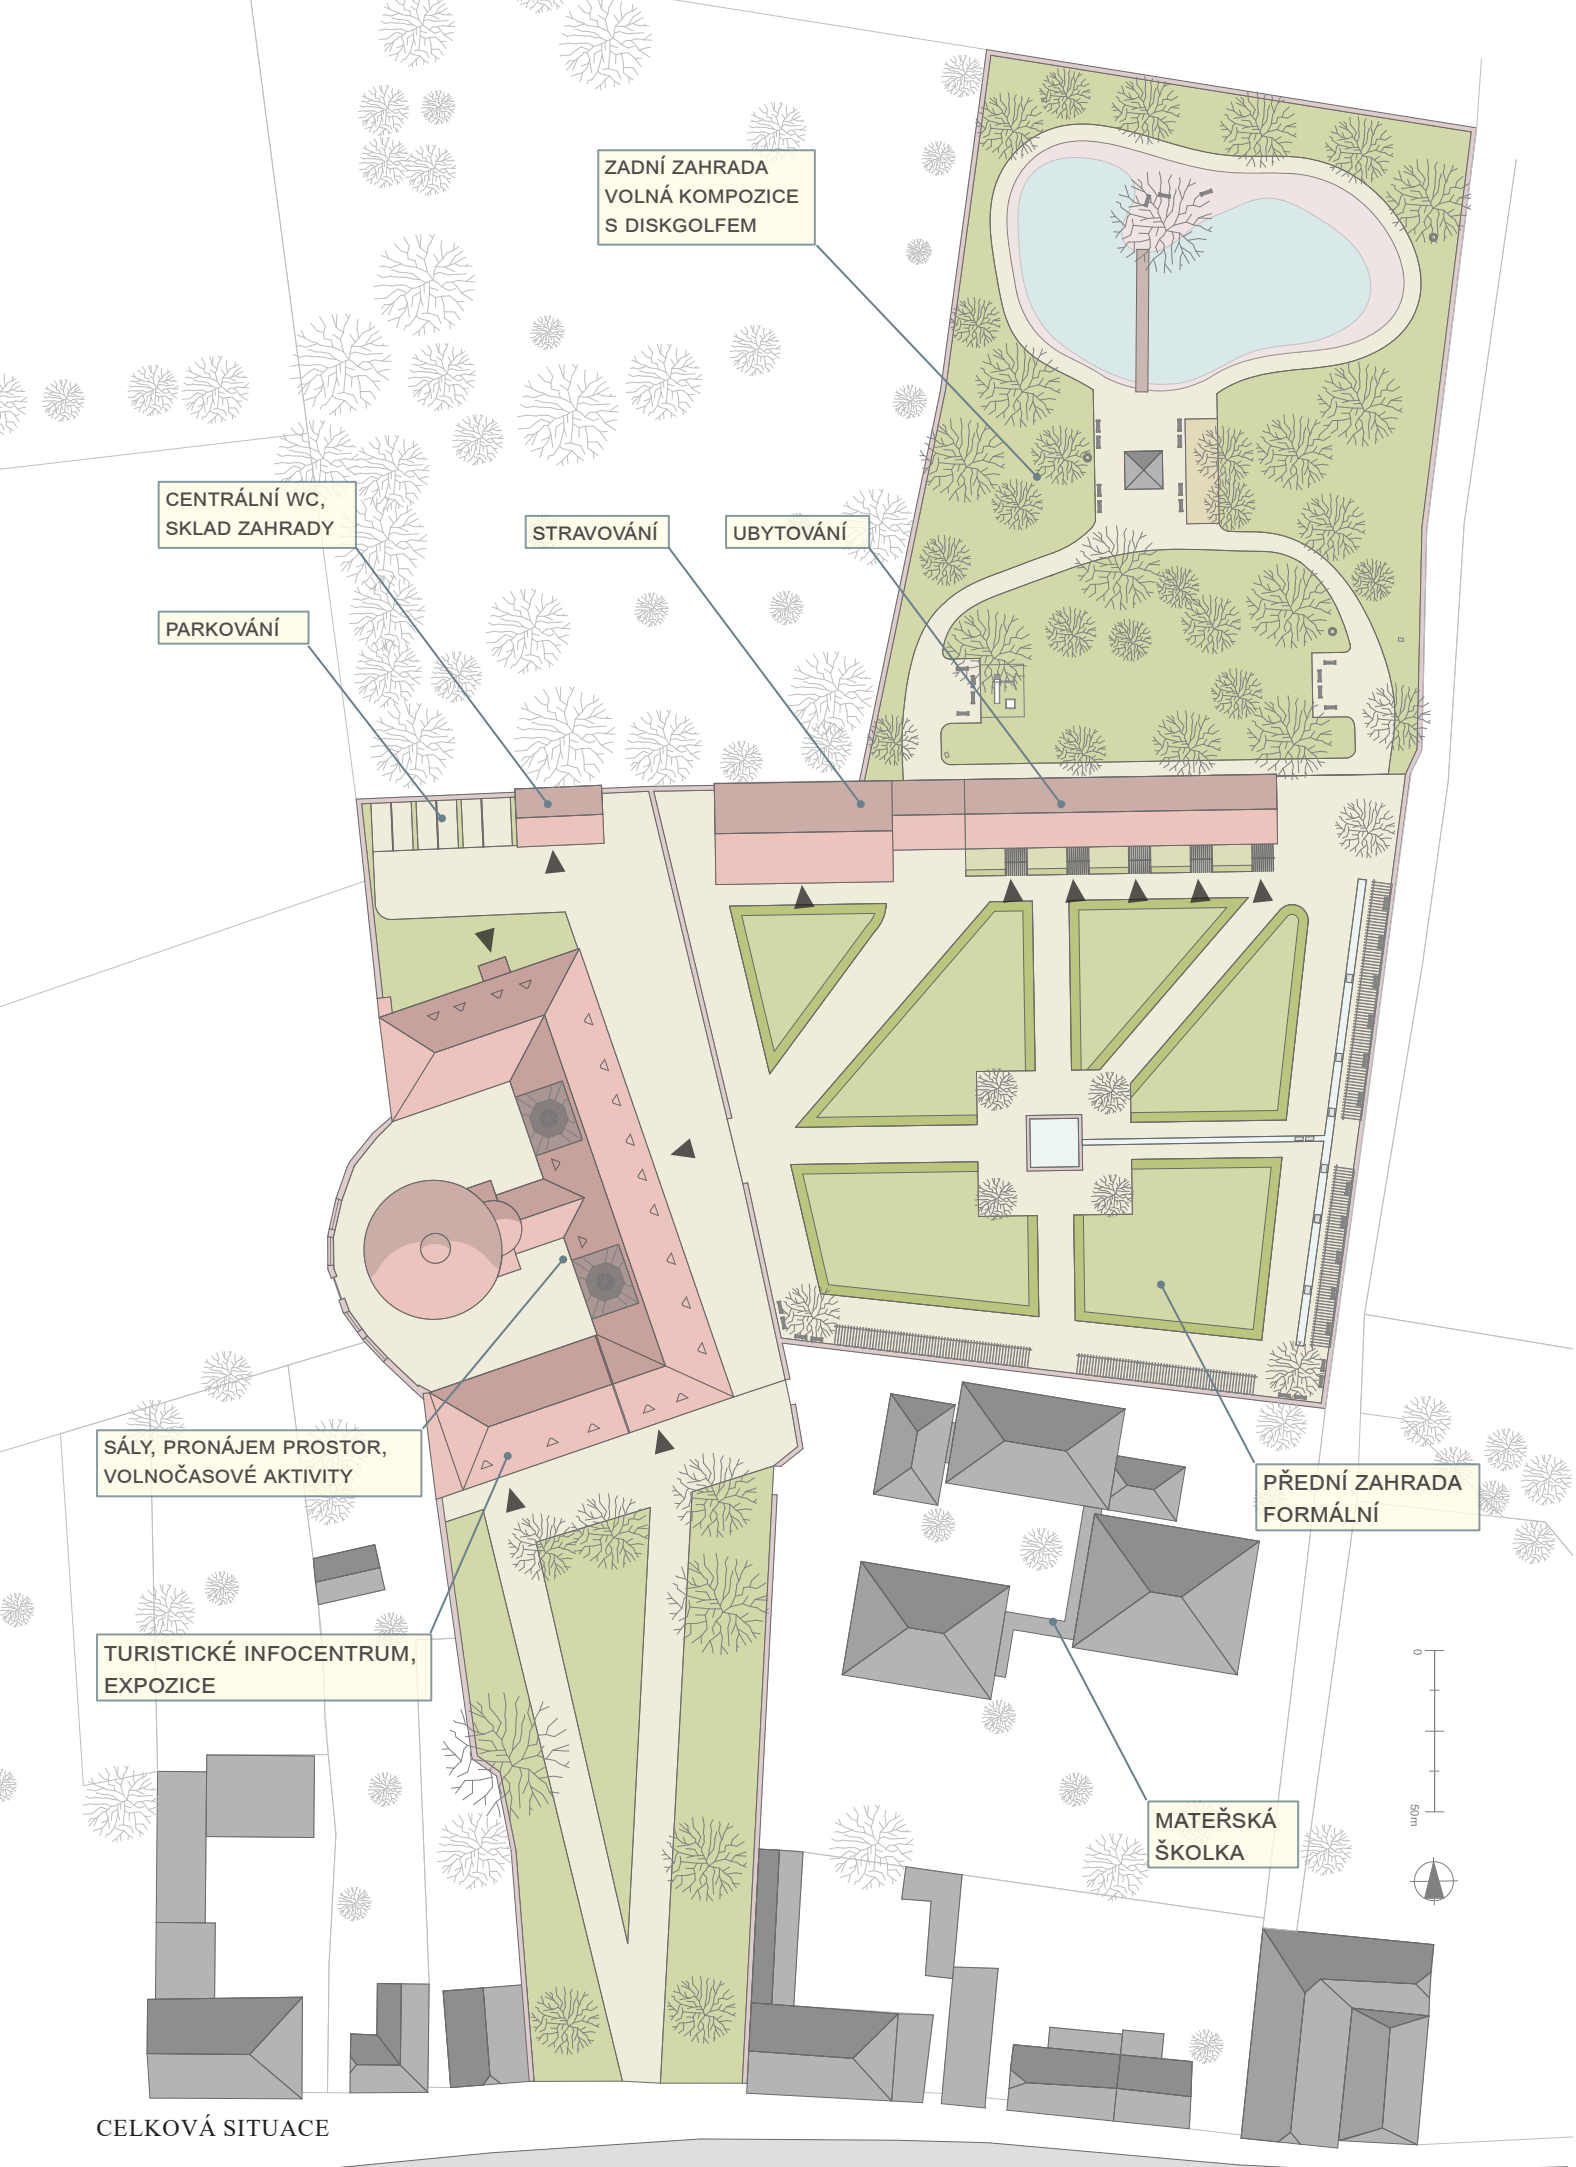 ZADNÍ ZAHRADA
VOLNÁ KOMPOZICE
S DISKGOLFEM
CENTRÁLNÍ WC,
SKLAD ZAHRADY
STRAVOVÁNÍ
UBYTOVÁNÍ
PARKOVÁNÍ
SÁLY, PRONÁJEM PROSTOR,
VOLNOČASOVÉ AKTIVITY
PŘEDNÍ ZAHRADA
FORMÁLNÍ
TURISTICKÉ INFOCENTRUM,
EXPOZICE
0
50m
MATEŘSKÁ
ŠKOLKA
CELKOVÁ SITUACE